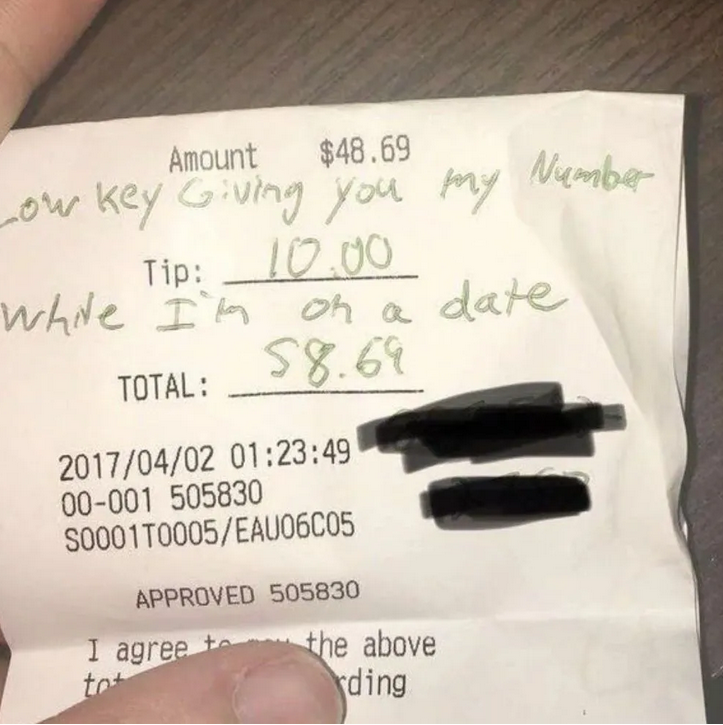 Amount $48.69
Low key Giving you my Number
Tip: 10.00
While I'm on a date
TOTAL: 58.69
2017/04/02 01:23:49
00-001 505830
S0001T0005/EAU06C05
APPROVED 505830
I agree to the above
rding